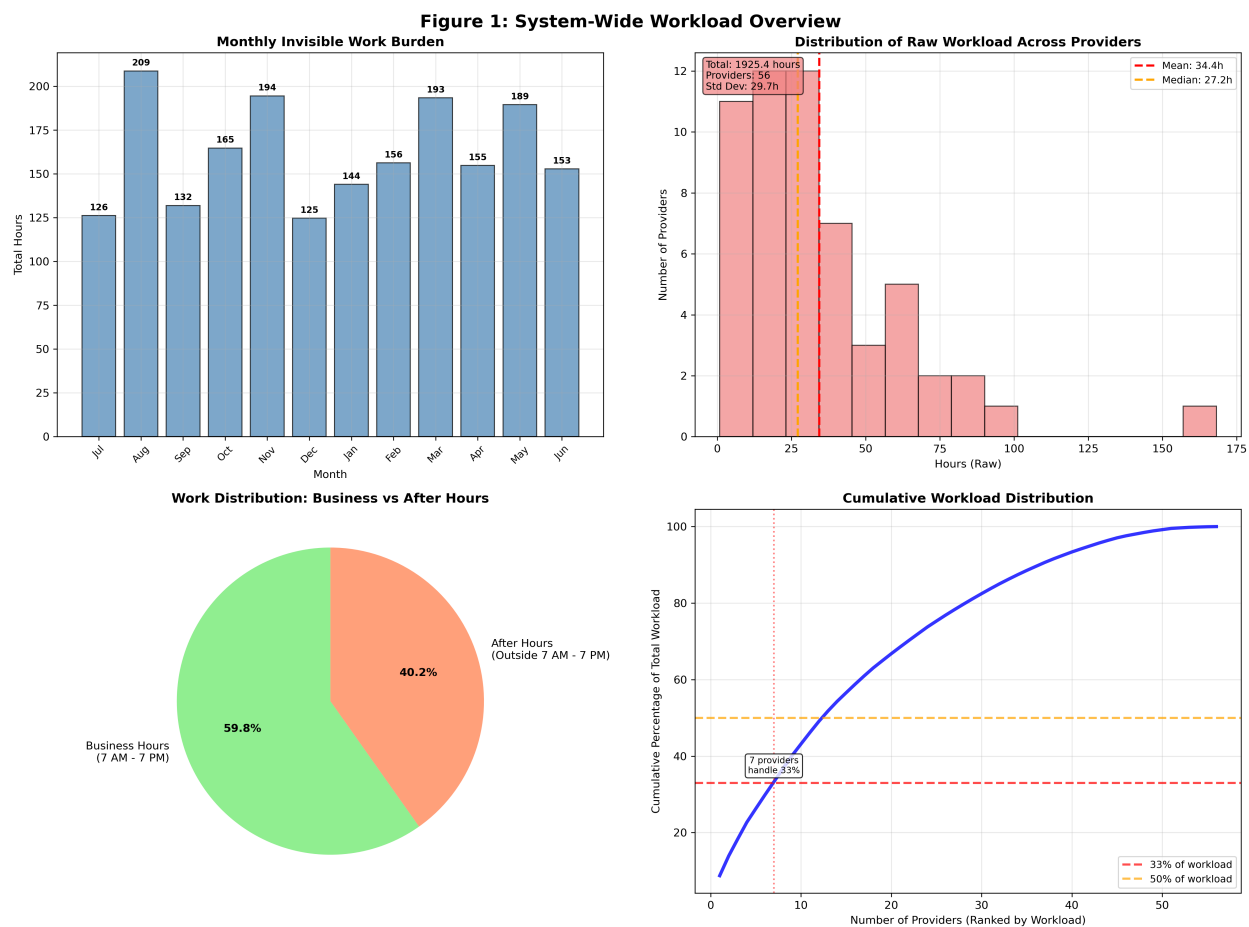 Figure 1: System-Wide Workload Overview
Monthly Invisible Work Burden
Total Hours
200
175
150
125
100
75
50
25
0
126
209
132
165
194
125
144
156
193
155
189
153
Jul
Aug
Sep
Oct
Nov
Dec
Jan
Feb
Mar
Apr
May
Jun
Month
Distribution of Raw Workload Across Providers
Number of Providers
12
10
8
6
4
2
0
Total: 1925.4 hours
Providers: 56
Std Dev: 29.7h
Mean: 34.4h
Median: 27.2h
0
25
50
75
100
125
150
175
Hours (Raw)
Work Distribution: Business vs After Hours
After Hours
(Outside 7 AM - 7 PM)
40.2%
59.8%
Business Hours
(7 AM - 7 PM)
Cumulative Workload Distribution
Cumulative Percentage of Total Workload
100
80
60
40
20
7 providers
handle 33%
33% of workload
50% of workload
0
10
20
30
40
50
Number of Providers (Ranked by Workload)